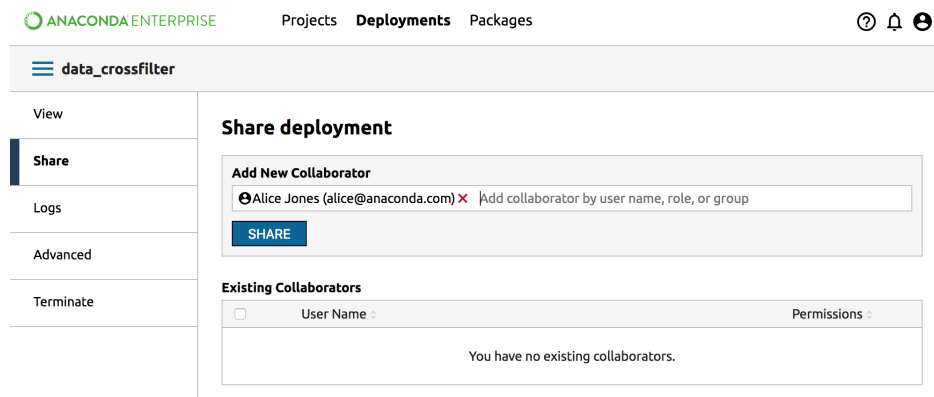 ANACONDA ENTERPRISE Projects Deployments Packages
data_crossfilter
View
Share
Logs
Advanced
Terminate
Share deployment
Add New Collaborator
Alice Jones (alice@anaconda.com) Add collaborator by user name, role, or group
SHARE
Existing Collaborators
User Name Permissions
You have no existing collaborators.